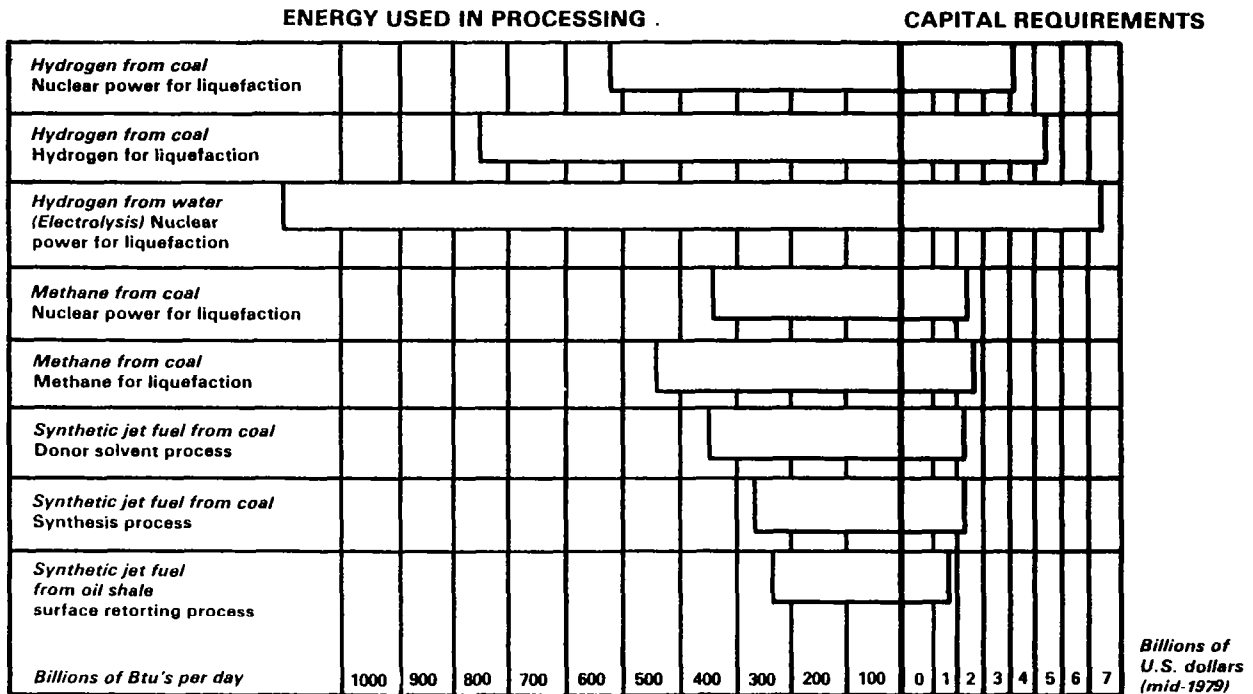 ENERGY USED IN PROCESSING .
CAPITAL REQUIREMENTS
Hydrogen from coal
Nuclear power for liquefaction
Hydrogen from coal
Hydrogen for liquefaction
Hydrogen from water
(Electrolysis) Nuclear
power for liquefaction
Methane from coal
Nuclear power for liquefaction
Methane from coal
Methane for liquefaction
Synthetic jet fuel from coal
Donor solvent process
Synthetic jet fuel from coal
Synthesis process
Synthetic jet fuel
from oil shale
surface retorting process
Billions of Btu's per day
1000 900 800 700 600 500 400 300 200 100 0 1 2 3 4 5 6 7
Billions of
U.S. dollars
(mid-1979)